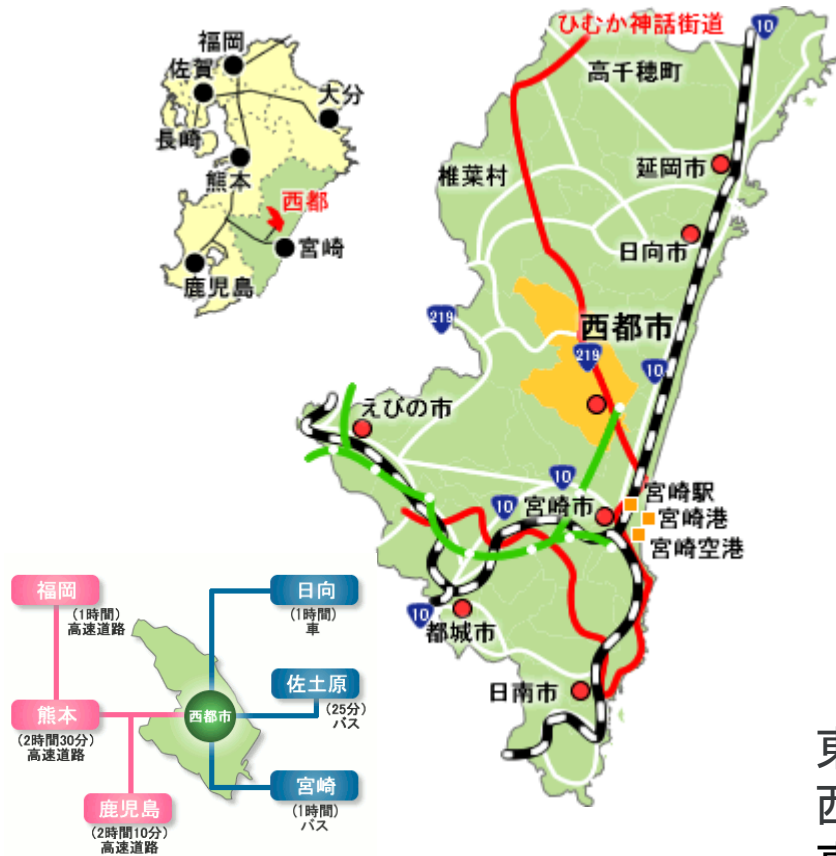 福岡
佐賀
大分
長崎
熊本
西都
宮崎
鹿児島
ひむか神話街道
10
高千穂町
椎葉村
延岡市
日向市
219
西都市
219
10
えびの市
10
10
宮崎市
宮崎駅
宮崎港
宮崎空港
10
都城市
日南市
福岡
(1時間)
高速道路
熊本
(2時間30分)
高速道路
鹿児島
(2時間10分)
高速道路
西都市
日向
(1時間)
車
佐土原
(25分)
バス
宮崎
(1時間)
バス
東
西